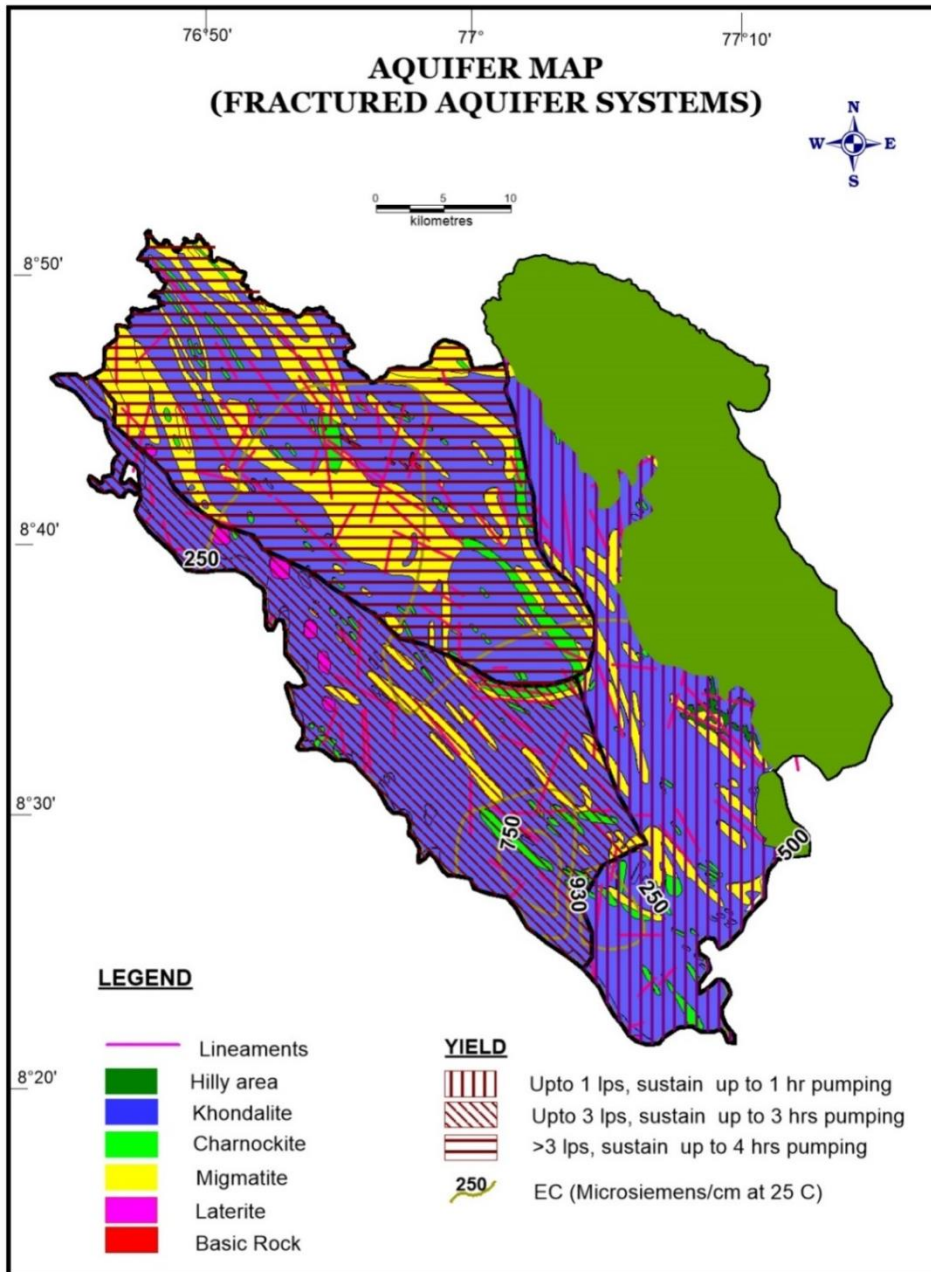 76°50' 77° 77°10'
AQUIFER MAP
(FRACTURED AQUIFER SYSTEMS)
N
W E
S
0 5 10
kilometres
8°50'
8°40'
250
8°30'
750
500
930
250
LEGEND
Lineaments
Hilly area
Khondalite
Charnockite
Migmatite
Laterite
Basic Rock
8°20'
YIELD
Upto 1 lps, sustain up to 1 hr pumping
Upto 3 lps, sustain up to 3 hrs pumping
>3 lps, sustain up to 4 hrs pumping
250 EC (Microsiemens/cm at 25 C)